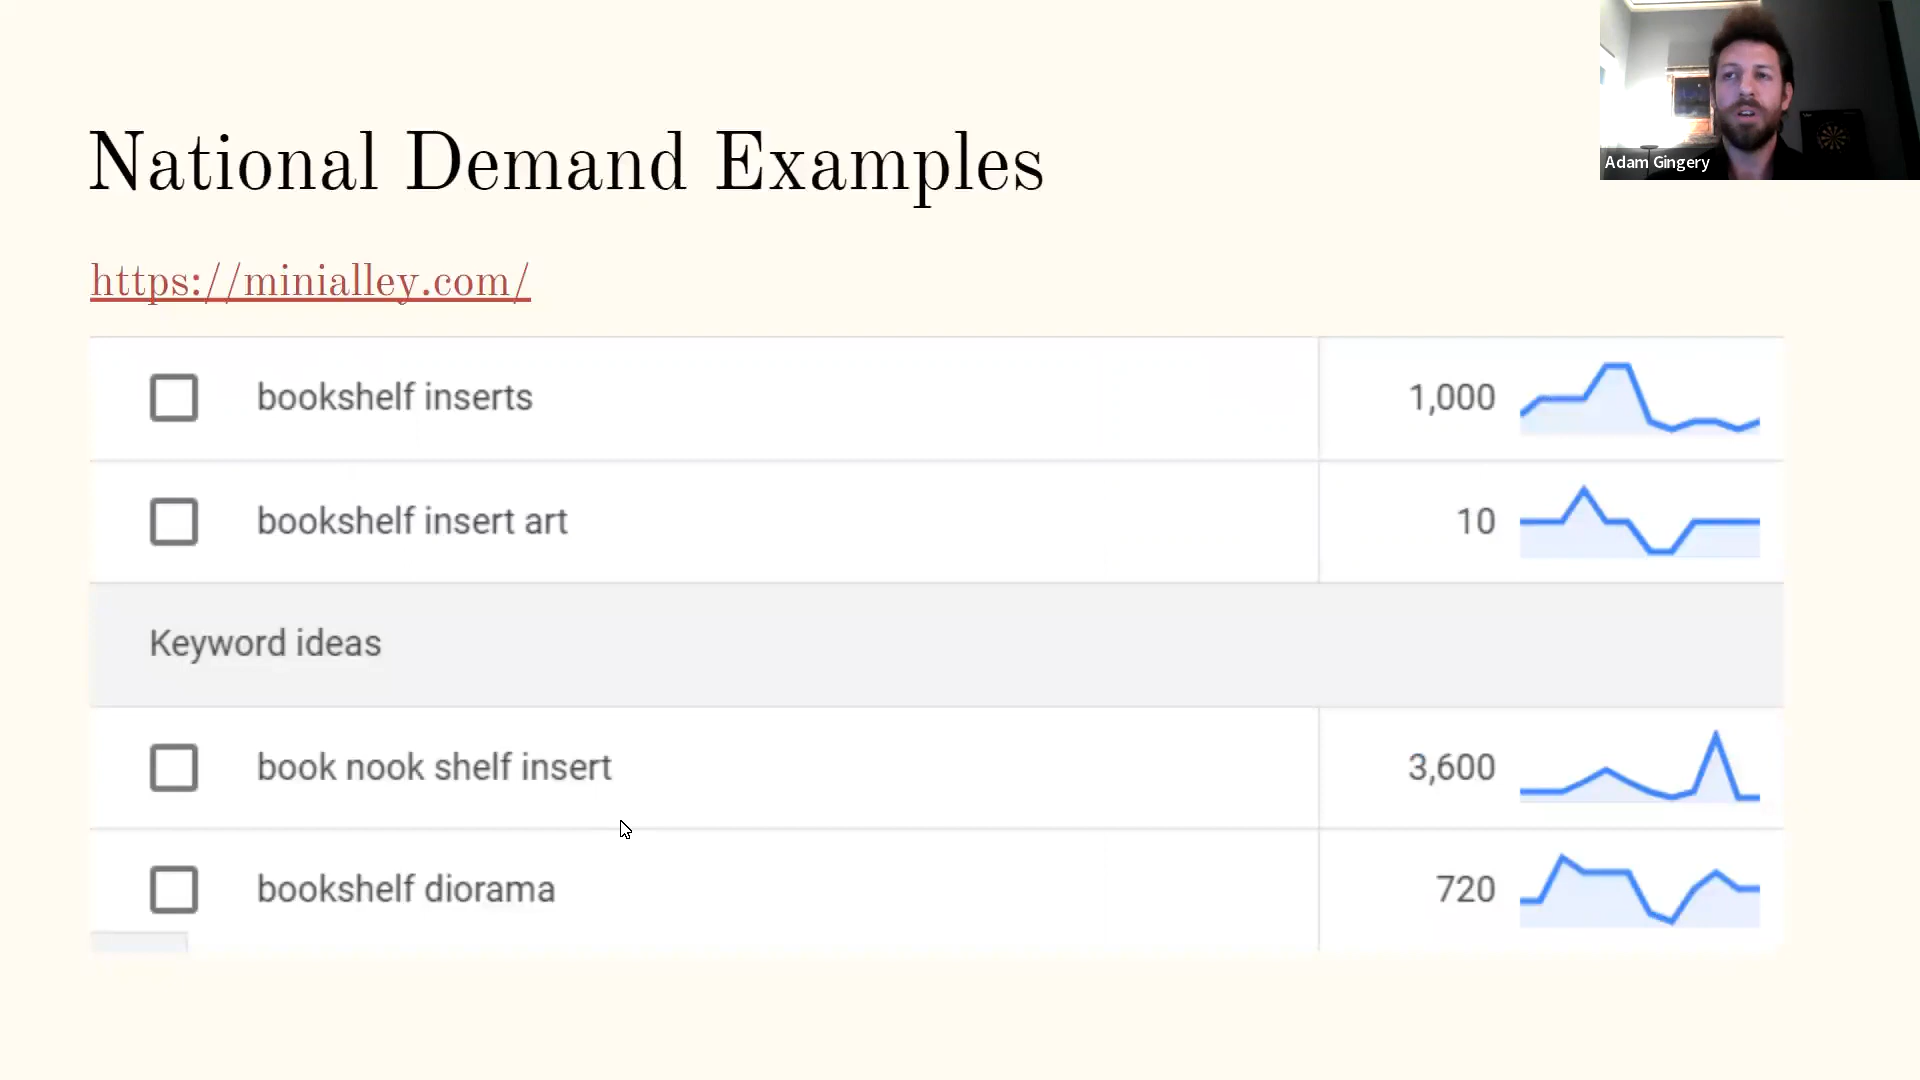 National Demand Examples
Adam Gingery
https://minialley.com/
bookshelf inserts 1,000
bookshelf insert art 10
Keyword ideas
book nook shelf insert 3,600
bookshelf diorama 720